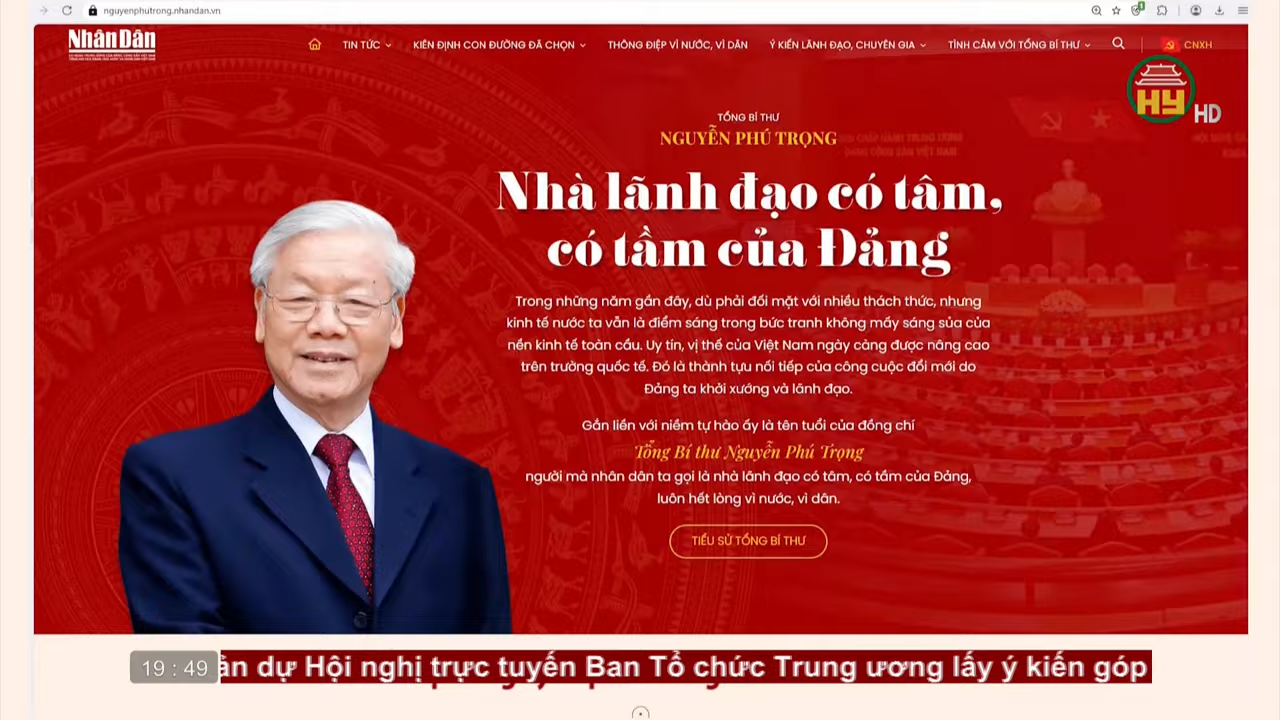 nguyenphutrong.nhandan.vn
NhânDân
TIN TỨC
KIÊN ĐỊNH CON ĐƯỜNG ĐÃ CHỌN
THÔNG ĐIỆP VÌ NƯỚC, VÌ DÂN
Ý KIẾN LÃNH ĐẠO, CHUYÊN GIA
TÌNH CẢM VỚI TỔNG BÍ THƯ
CNXH
HY HD
TỔNG BÍ THƯ
NGUYỄN PHÚ TRỌNG
Nhà lãnh đạo có tâm,
có tầm của Đảng
Trong những năm gần đây, dù phải đối mặt với nhiều thách thức, nhưng
kinh tế nước ta vẫn là điểm sáng trong bức tranh không mấy sáng sủa của
nền kinh tế toàn cầu. Uy tín, vị thế của Việt Nam ngày càng được nâng cao
trên trường quốc tế. Đó là thành tựu nối tiếp của công cuộc đổi mới do
Đảng ta khởi xướng và lãnh đạo.
Gắn liền với niềm tự hào ấy là tên tuổi của đồng chí
Tổng Bí thư Nguyễn Phú Trọng
người mà nhân dân ta gọi là nhà lãnh đạo có tâm, có tầm của Đảng,
luôn hết lòng vì nước, vì dân.
TIỂU SỬ TỔNG BÍ THƯ
19 : 49
dự Hội nghị trực tuyến Ban Tổ chức Trung ương lấy ý kiến góp